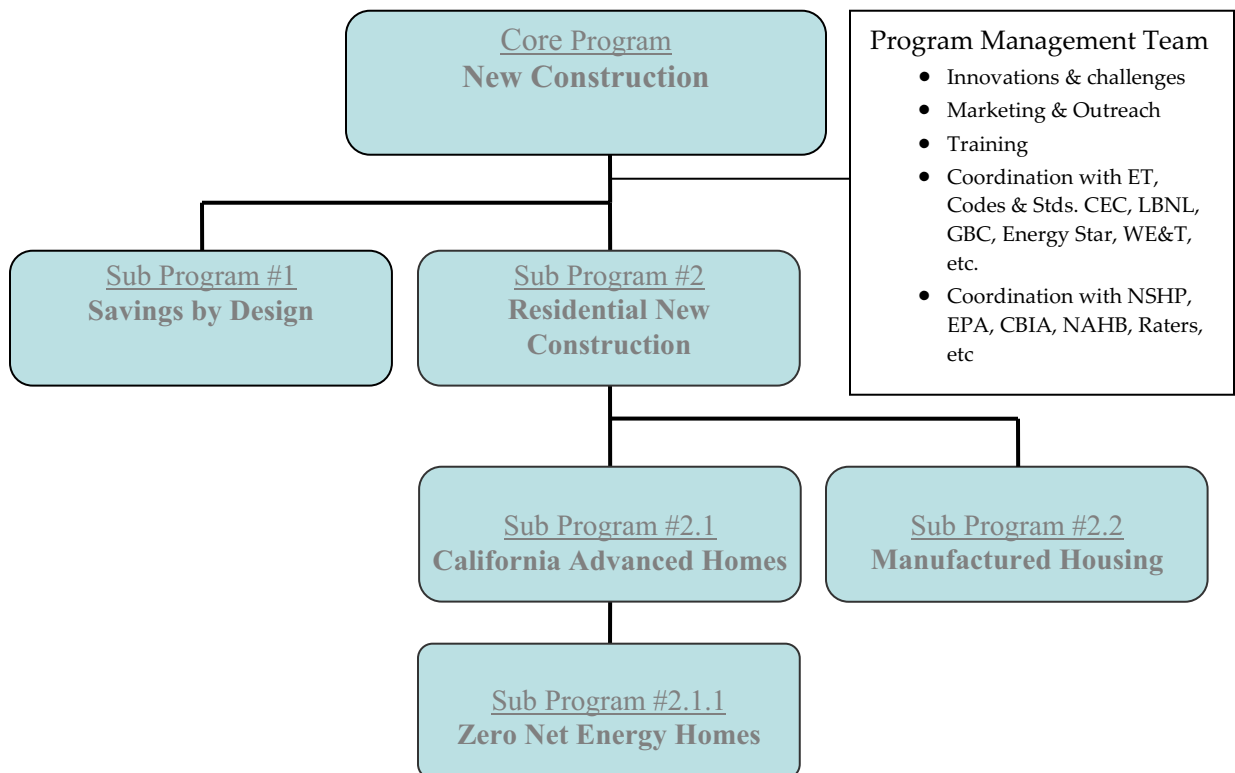 Core Program
New Construction
Program Management Team
● Innovations & challenges
● Marketing & Outreach
● Training
● Coordination with ET,
Codes & Stds. CEC, LBNL,
GBC, Energy Star, WE&T,
etc.
● Coordination with NSHP,
EPA, CBIA, NAHB, Raters,
etc
Sub Program #1
Savings by Design
Sub Program #2
Residential New
Construction
Sub Program #2.1
California Advanced Homes
Sub Program #2.2
Manufactured Housing
Sub Program #2.1.1
Zero Net Energy Homes